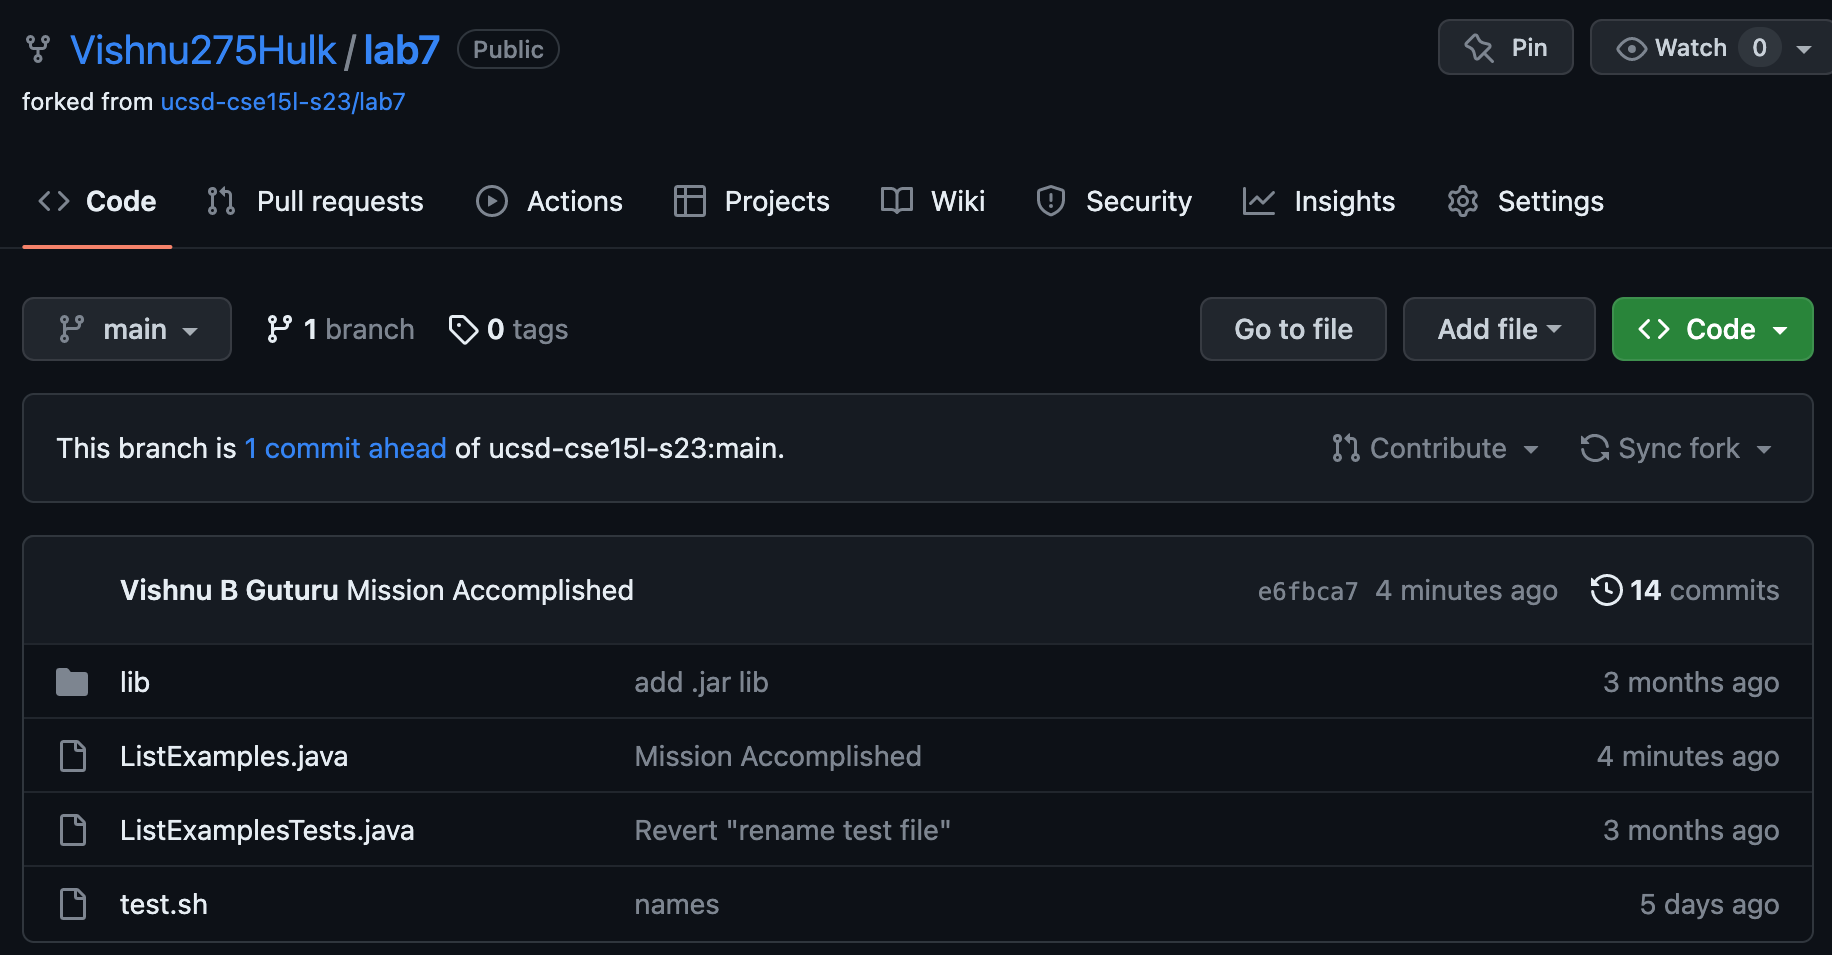 Vishnu275Hulk / lab7 Public Pin Watch 0
forked from ucsd-cse15l-s23/lab7
Code Pull requests Actions Projects Wiki Security Insights Settings
main 1 branch 0 tags Go to file Add file Code
This branch is 1 commit ahead of ucsd-cse15l-s23:main. Contribute Sync fork
Vishnu B Guturu Mission Accomplished e6fbca7 4 minutes ago 14 commits
lib add .jar lib 3 months ago
ListExamples.java Mission Accomplished 4 minutes ago
ListExamplesTests.java Revert "rename test file" 3 months ago
test.sh names 5 days ago